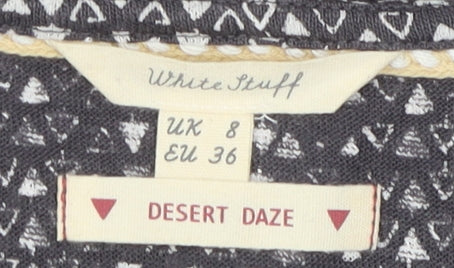 White Stuff
UK 8
EU 36
DESERT DAZE